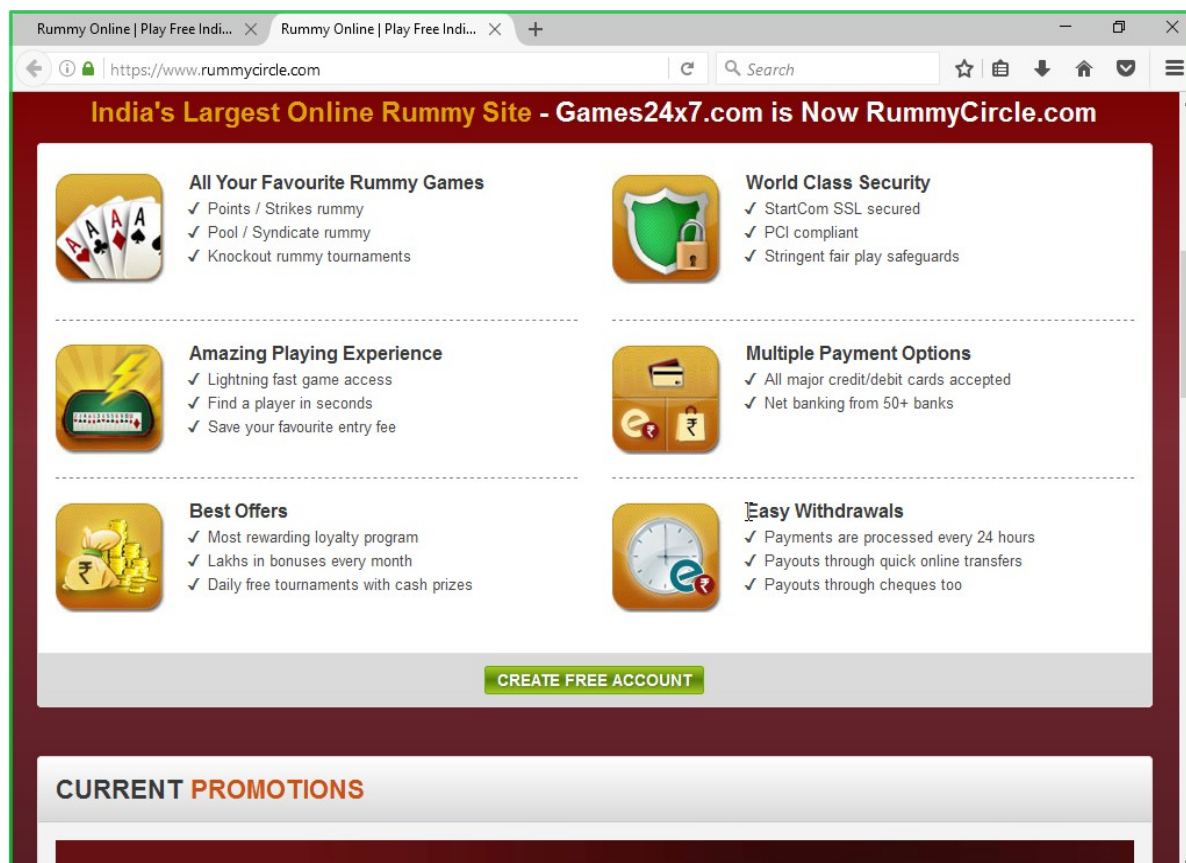 Rummy Online | Play Free Indi...
Rummy Online | Play Free Indi...
https://www.rummycircle.com
Search
India's Largest Online Rummy Site - Games24x7.com is Now RummyCircle.com
All Your Favourite Rummy Games
✓ Points / Strikes rummy
✓ Pool / Syndicate rummy
✓ Knockout rummy tournaments
World Class Security
✓ StartCom SSL secured
✓ PCI compliant
✓ Stringent fair play safeguards
Amazing Playing Experience
✓ Lightning fast game access
✓ Find a player in seconds
✓ Save your favourite entry fee
Multiple Payment Options
✓ All major credit/debit cards accepted
✓ Net banking from 50+ banks
Best Offers
✓ Most rewarding loyalty program
✓ Lakhs in bonuses every month
✓ Daily free tournaments with cash prizes
Easy Withdrawals
✓ Payments are processed every 24 hours
✓ Payouts through quick online transfers
✓ Payouts through cheques too
CREATE FREE ACCOUNT
CURRENT PROMOTIONS